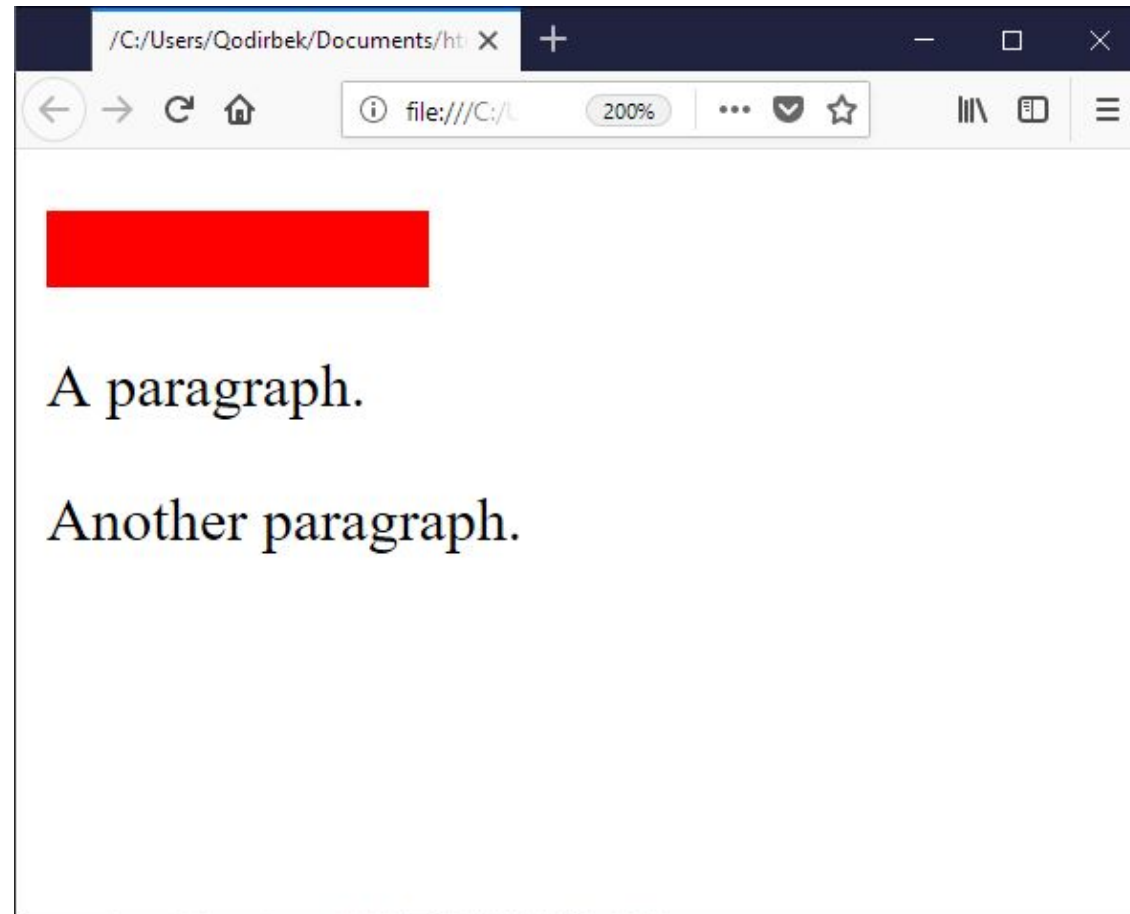 /C:/Users/Qodirbek/Documents/ht
file:///C:/ 200%
A paragraph.
Another paragraph.